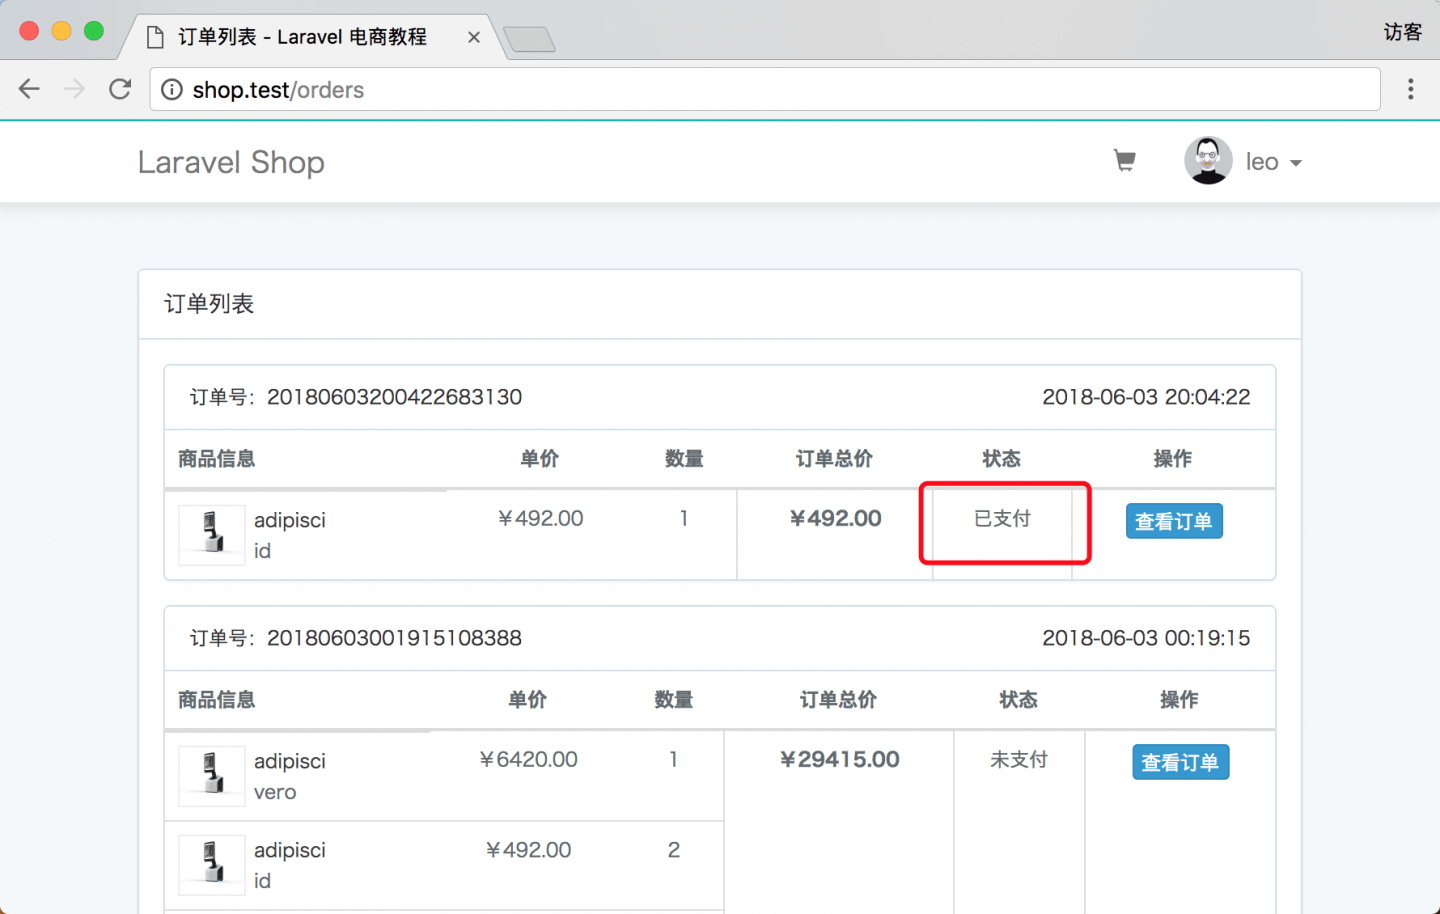 订单列表 - Laravel 电商教程
访客
shop.test/orders
Laravel Shop
leo
订单列表
订单号：20180603200422683130 2018-06-03 20:04:22
商品信息 单价 数量 订单总价 状态 操作
adipisci ￥492.00 1 ￥492.00 已支付 查看订单
id
订单号：20180603001915108388 2018-06-03 00:19:15
商品信息 单价 数量 订单总价 状态 操作
adipisci ￥6420.00 1 ￥29415.00 未支付 查看订单
vero
adipisci ￥492.00 2
id